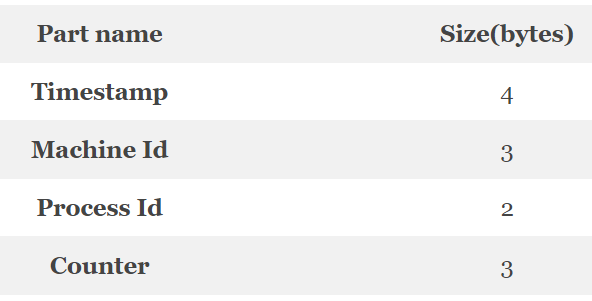 Part name Size(bytes)
Timestamp 4
Machine Id 3
Process Id 2
Counter 3